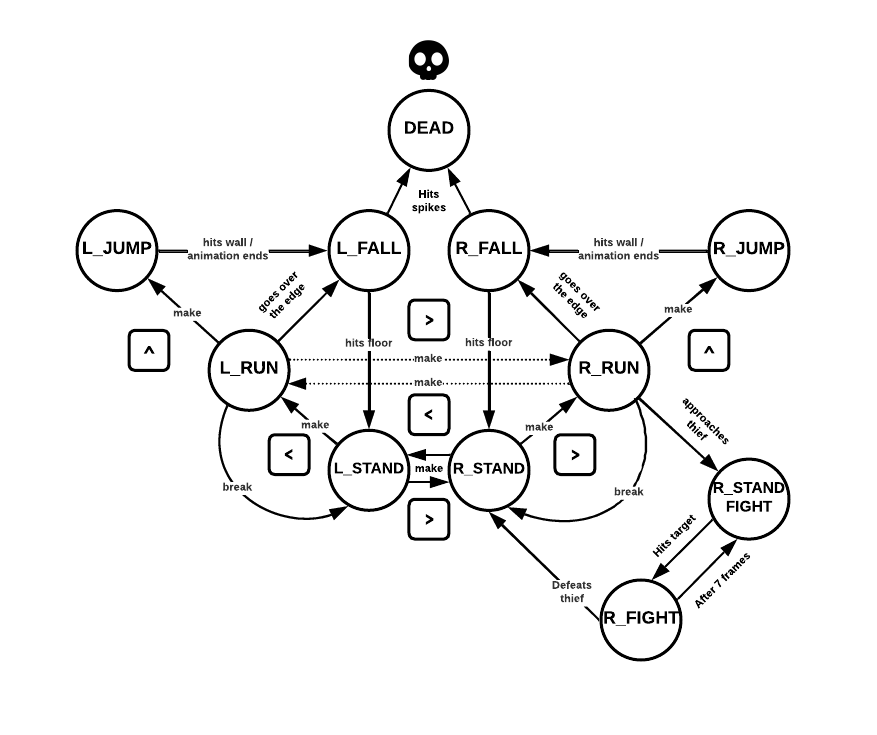 DEAD
Hits
spikes
L_JUMP
hits wall /
animation ends
L_FALL
R_FALL
hits wall /
animation ends
R_JUMP
goes over
the edge
goes over
the edge
make
>
make
^
hits floor
hits floor
^
L_RUN
make
R_RUN
make
<
approaches
thief
make
make
<
>
L_STAND
make
R_STAND
break
break
>
R_STAND
FIGHT
Hits target
After 7 frames
Defeats
thief
R_FIGHT